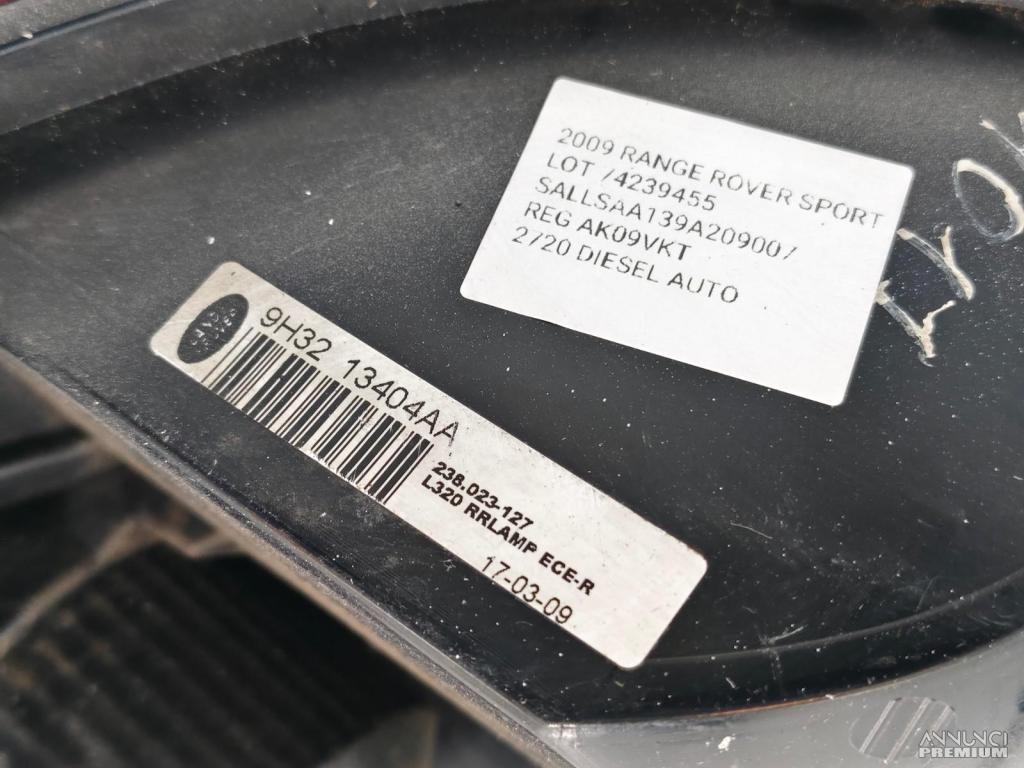 2009 RANGE ROVER SPORT
LOT 74239455
SALLSAA139A209007
REG AK09VKT
2720 DIESEL AUTO
9H32 13404AA
238.023-127
L320 RRLAMP ECE-R
17-03-09
ANNUNCI
PREMIUM